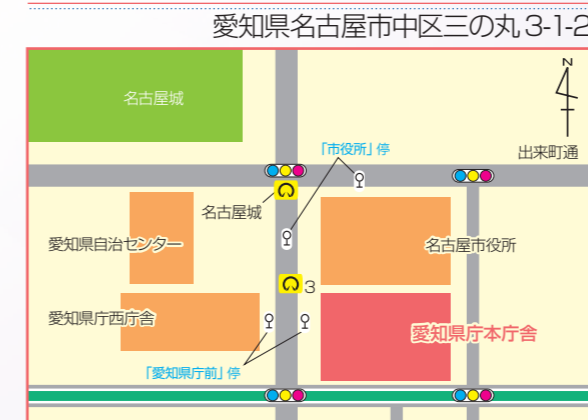 愛知県名古屋市中区三の丸3-1-2
名古屋城
N
「市役所」停
出来町通
名古屋城
愛知県自治センター
名古屋市役所
3
愛知県庁西庁舎
愛知県庁本庁舎
「愛知県庁前」停